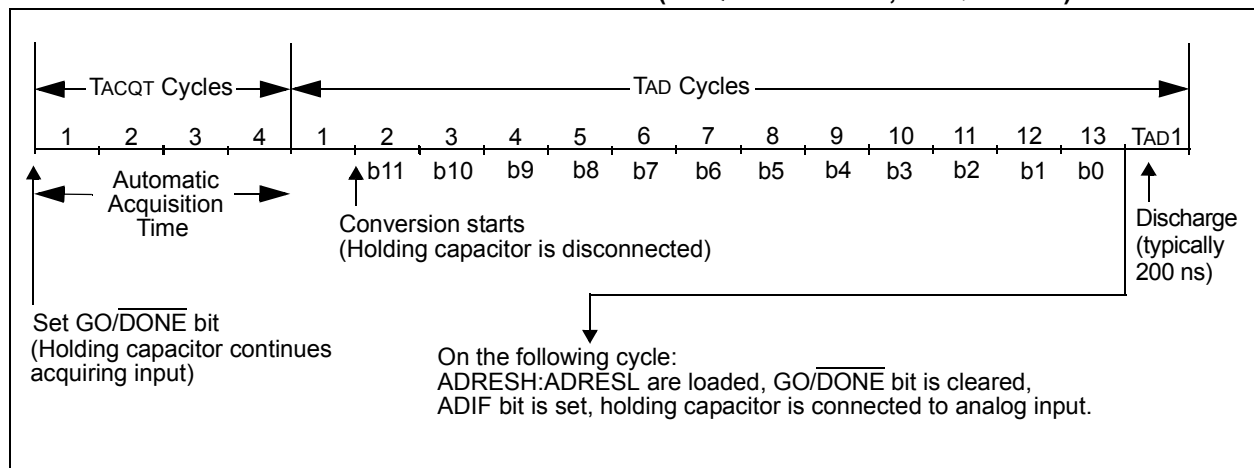 TACQT Cycles
TAD Cycles
1 2 3 4 1 2 3 4 5 6 7 8 9 10 11 12 13 TAD1
b11 b10 b9 b8 b7 b6 b5 b4 b3 b2 b1 b0
Automatic
Acquisition
Time
Conversion starts
(Holding capacitor is disconnected)
Discharge
(typically
200 ns)
Set GO/DONE bit
(Holding capacitor continues
acquiring input)
On the following cycle:
ADRESH:ADRESL are loaded, GO/DONE bit is cleared,
ADIF bit is set, holding capacitor is connected to analog input.